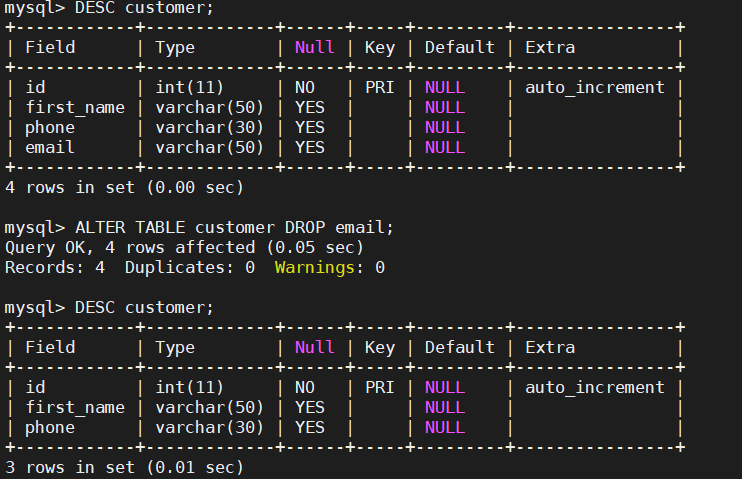 mysql> DESC customer;
+------------+-------------+------+-----+---------+----------------+
| Field      | Type        | Null | Key | Default | Extra          |
+------------+-------------+------+-----+---------+----------------+
| id         | int(11)     | NO   | PRI | NULL    | auto_increment |
| first_name | varchar(50) | YES  |     | NULL    |                |
| phone      | varchar(30) | YES  |     | NULL    |                |
| email      | varchar(50) | YES  |     | NULL    |                |
+------------+-------------+------+-----+---------+----------------+
4 rows in set (0.00 sec)

mysql> ALTER TABLE customer DROP email;
Query OK, 4 rows affected (0.05 sec)
Records: 4  Duplicates: 0  Warnings: 0

mysql> DESC customer;
+------------+-------------+------+-----+---------+----------------+
| Field      | Type        | Null | Key | Default | Extra          |
+------------+-------------+------+-----+---------+----------------+
| id         | int(11)     | NO   | PRI | NULL    | auto_increment |
| first_name | varchar(50) | YES  |     | NULL    |                |
| phone      | varchar(30) | YES  |     | NULL    |                |
+------------+-------------+------+-----+---------+----------------+
3 rows in set (0.01 sec)